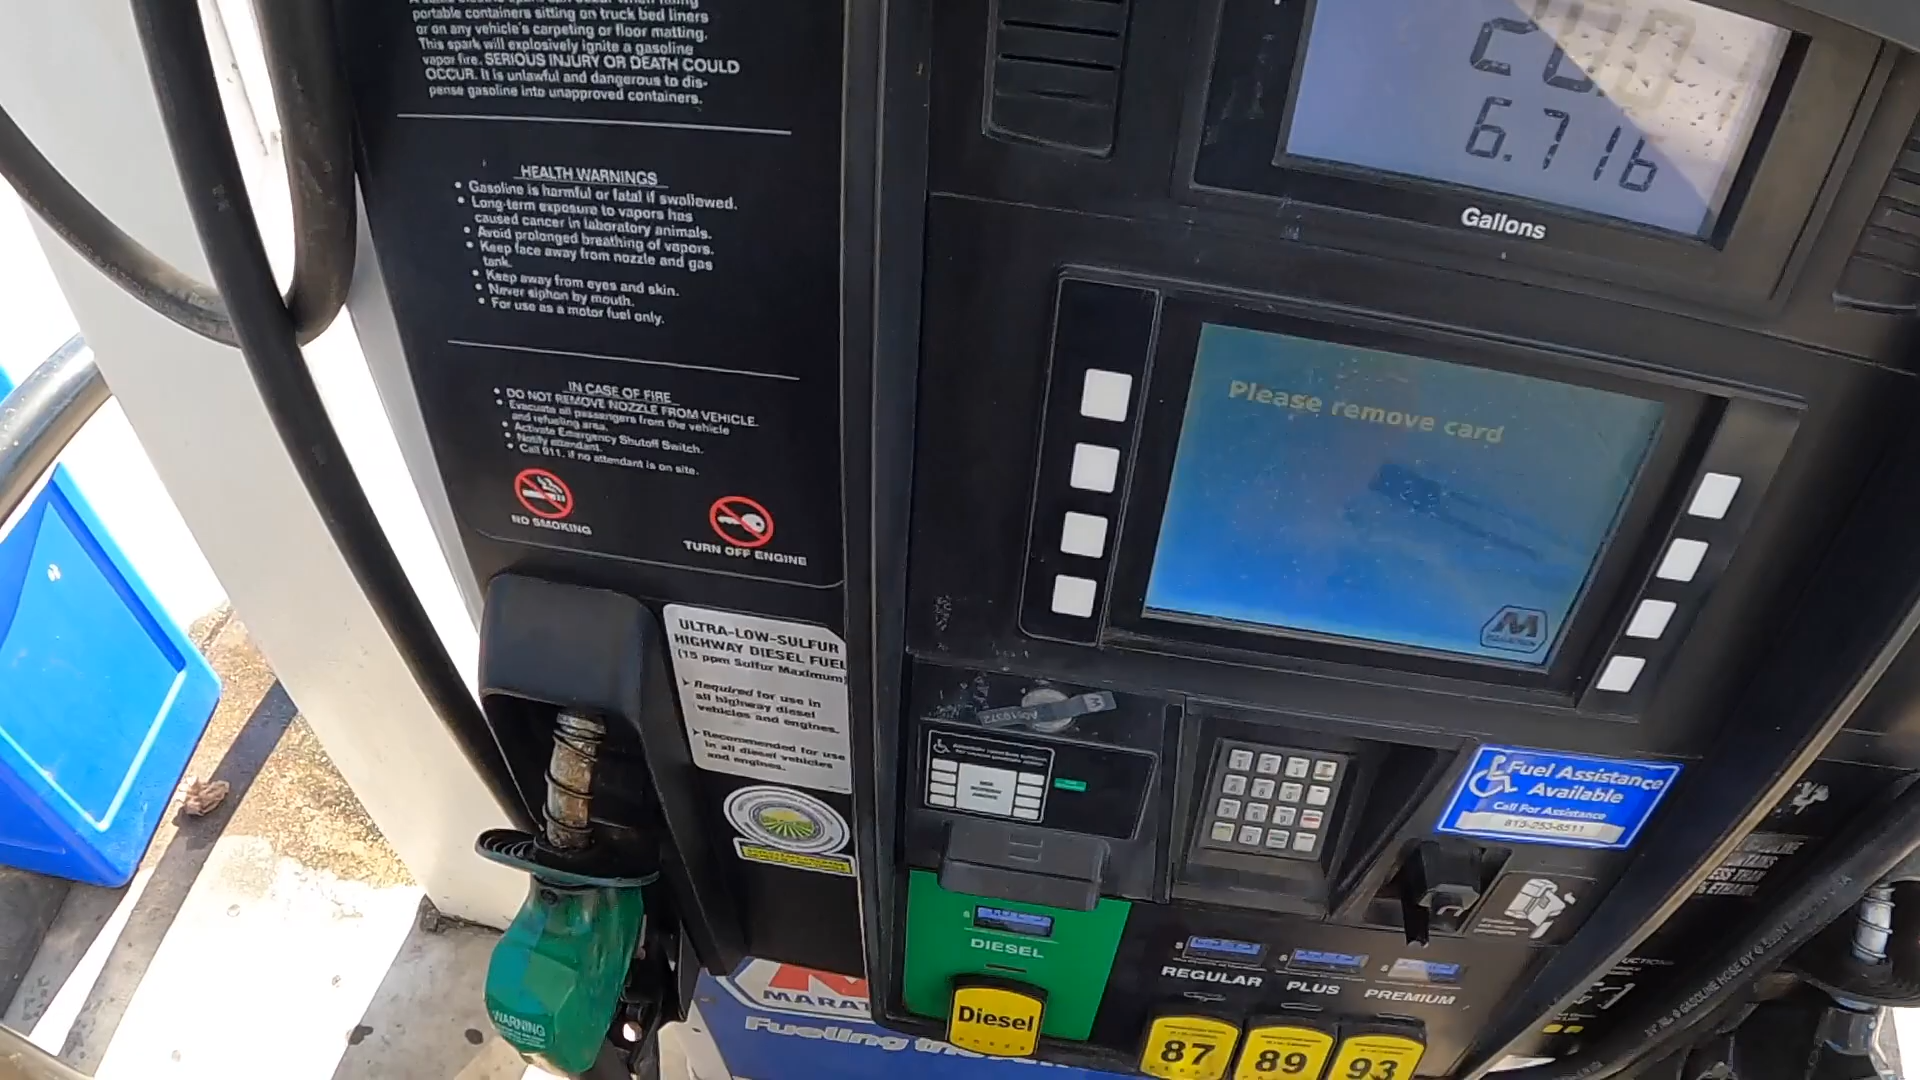 portable containers sitting on truck bed liners
or on any vehicle's carpeting or floor matting.
This spark will explosively ignite a gasoline
vapor fire. SERIOUS INJURY OR DEATH COULD
OCCUR. It is unlawful and dangerous to dis-
pense gasoline into unapproved containers.
HEALTH WARNINGS
• Gasoline is harmful or fatal if swallowed.
• Long-term exposure to vapors has
caused cancer in laboratory animals.
• Avoid prolonged breathing of vapors.
• Keep face away from nozzle and gas
tank.
• Keep away from eyes and skin.
• Never siphon by mouth.
• For use as a motor fuel only.
IN CASE OF FIRE
• DO NOT REMOVE NOZZLE FROM VEHICLE.
• Evacuate all passengers from the vehicle
and refueling area.
• Activate Emergency Shutoff Switch.
• Notify attendant.
• Call 911, if no attendant is on site.
NO SMOKING
TURN OFF ENGINE
ULTRA-LOW-SULFUR
HIGHWAY DIESEL FUEL
(15 ppm Sulfur Maximum)
Required for use in
all highway diesel
vehicles and engines.
Recommended for use
in all diesel vehicles
and engines.
WARNING
MARAT
Fueling the
6.716
Gallons
Please remove card
M
Fuel Assistance
Available
Call For Assistance
815-253-6511
DIESEL
Diesel
REGULAR
PLUS
PREMIUM
87
89
93